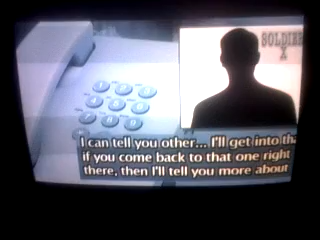 SOLDIER
X
I can tell you other... I'll get into tha
if you come back to that one right
there, then I'll tell you more about